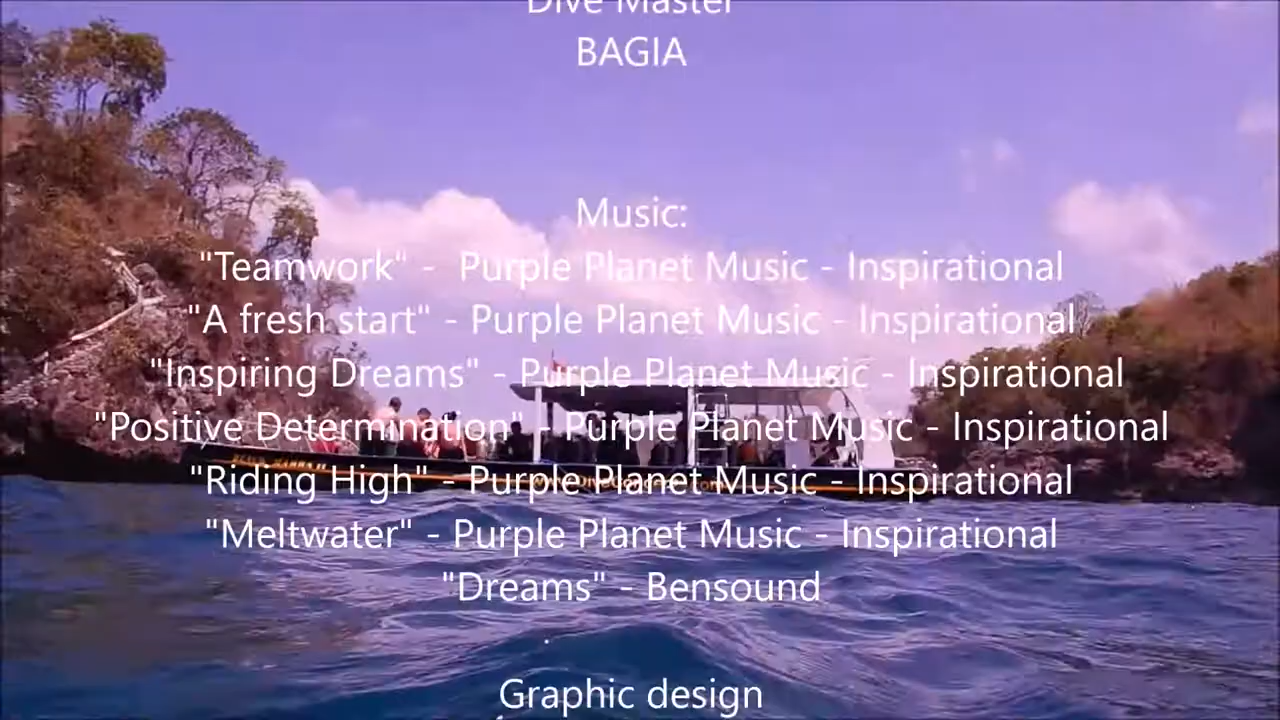 Dive Master
BAGIA
Music:
"Teamwork" - Purple Planet Music - Inspirational
"A fresh start" - Purple Planet Music - Inspirational
"Inspiring Dreams" - Purple Planet Music - Inspirational
"Positive Determination" - Purple Planet Music - Inspirational
"Riding High" - Purple Planet Music - Inspirational
"Meltwater" - Purple Planet Music - Inspirational
"Dreams" - Bensound
Graphic design